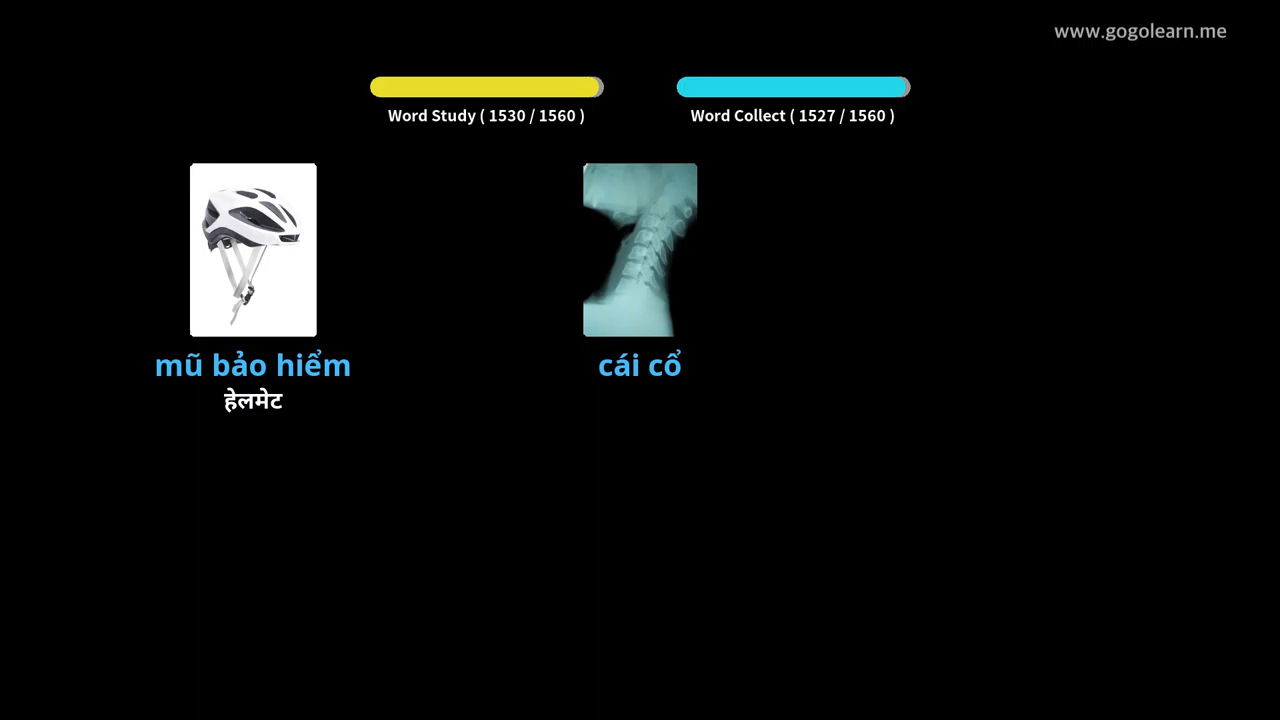 www.gogolearn.me
Word Study ( 1530 / 1560 )
Word Collect ( 1527 / 1560 )
mũ bảo hiểm
हेलमेट
cái cổ